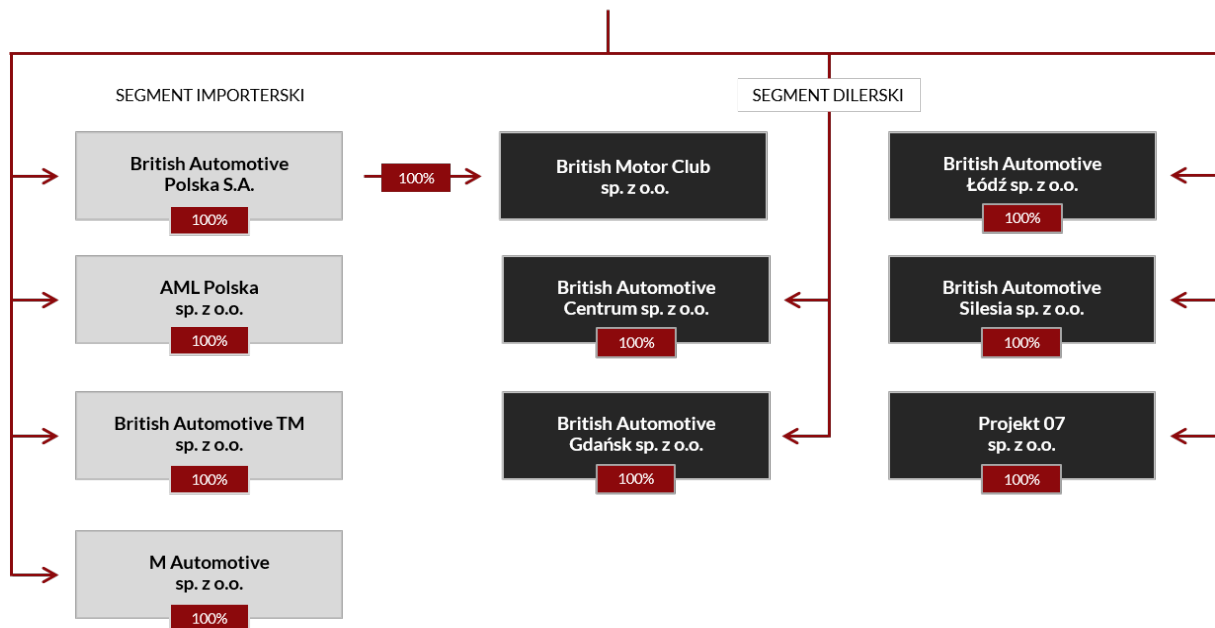 SEGMENT IMPORTERSKI
SEGMENT DILERSKI
British Automotive
Polska S.A.
100%
100%
British Motor Club
sp. z o.o.
British Automotive
Łódź sp. z o.o.
100%
AML Polska
sp. z o.o.
100%
British Automotive
Centrum sp. z o.o.
100%
British Automotive
Silesia sp. z o.o.
100%
British Automotive TM
sp. z o.o.
100%
British Automotive
Gdańsk sp. z o.o.
100%
Projekt 07
sp. z o.o.
100%
M Automotive
sp. z o.o.
100%